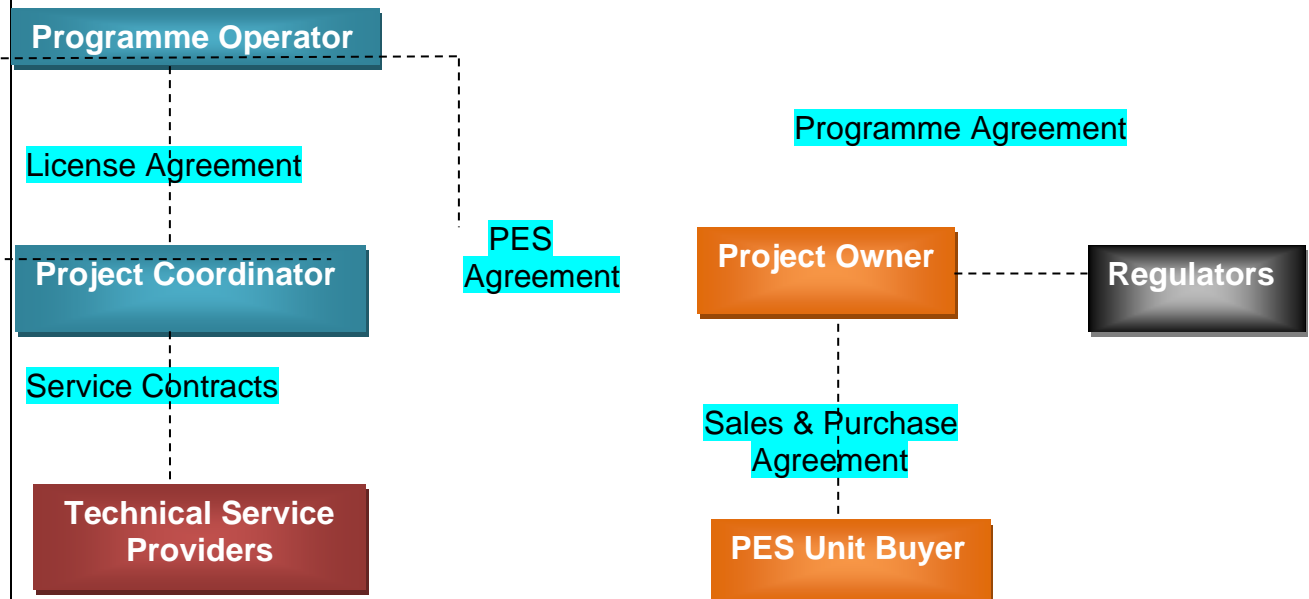 Programme Operator
Programme Agreement
License Agreement
PES
Agreement
Project Coordinator
Project Owner
Regulators
Service Contracts
Sales & Purchase
Agreement
Technical Service
Providers
PES Unit Buyer